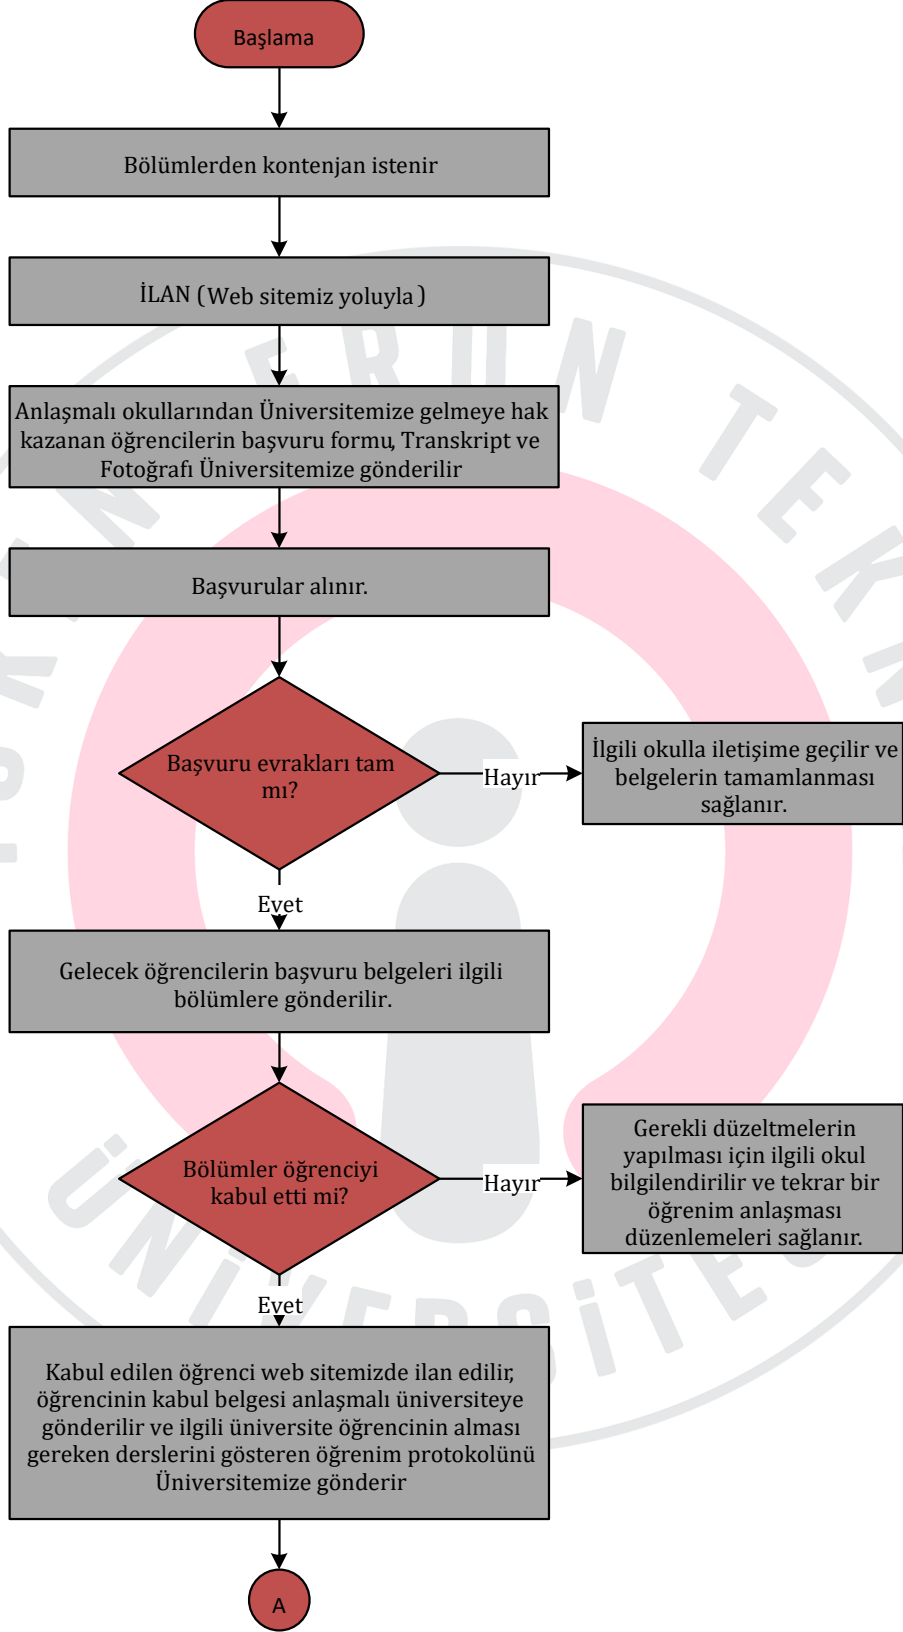 Başlama
Bölümlerden kontenjan istenir
İLAN (Web sitemiz yoluyla)
Anlaşmalı okullarından Üniversitemize gelmeye hak
kazanan öğrencilerin başvuru formu, Transkript ve
Fotoğrafı Üniversitemize gönderilir
Başvurular alınır.
Başvuru evrakları tam
mı?
Hayır
İlgili okulla iletişime geçilir ve
belgelerin tamamlanması
sağlanır.
Evet
Gelecek öğrencilerin başvuru belgeleri ilgili
bölümlere gönderilir.
Bölümler öğrenciyi
kabul etti mi?
Hayır
Gerekli düzeltmelerin
yapılması için ilgili okul
bilgilendirilir ve tekrar bir
öğrenim anlaşması
düzenlemeleri sağlanır.
Evet
Kabul edilen öğrenci web sitemizde ilan edilir,
öğrencinin kabul belgesi anlaşmalı üniversiteye
gönderilir ve ilgili üniversite öğrencinin alması
gereken derslerini gösteren öğrenim protokolünü
Üniversitemize gönderir
A